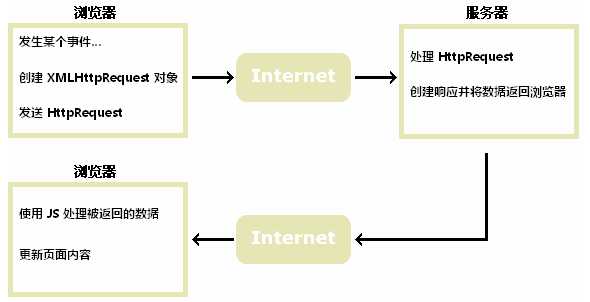 浏览器
发生某个事件...
创建 XMLHttpRequest 对象
发送 HttpRequest
Internet
服务器
处理 HttpRequest
创建响应并将数据返回浏览器
浏览器
使用 JS 处理被返回的数据
更新页面内容
Internet